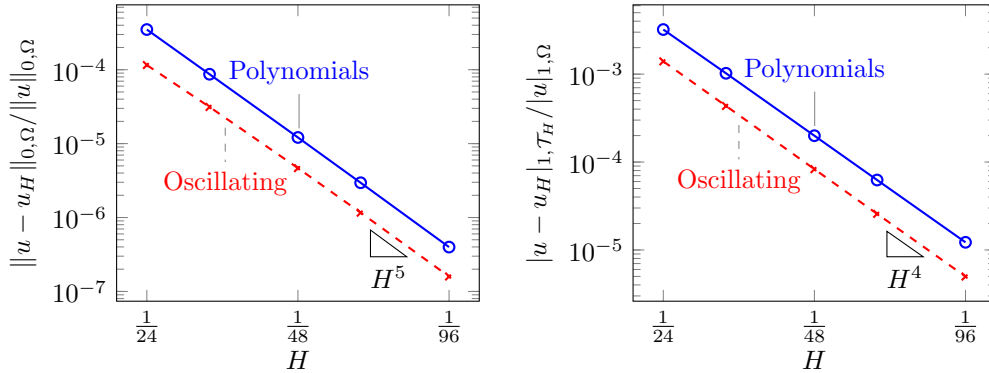 ‖u − u_H‖_{0,Ω}/‖u‖_{0,Ω}
10^{−4}
10^{−5}
10^{−6}
10^{−7}
Polynomials
Oscillating
H^5
1/24
1/48
1/96
H
|u − u_H|_{1,𝒯_H}/|u|_{1,Ω}
10^{−3}
10^{−4}
10^{−5}
Polynomials
Oscillating
H^4
1/24
1/48
1/96
H